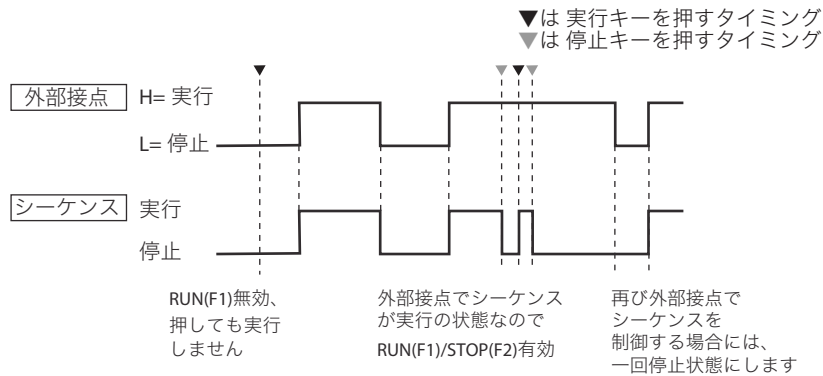 ▼は 実行キーを押すタイミング
▼は 停止キーを押すタイミング
外部接点 H= 実行
L= 停止
シーケンス 実行
停止
RUN(F1)無効、
押しても実行
しません
外部接点でシーケンス
が実行の状態なので
RUN(F1)/STOP(F2)有効
再び外部接点で
シーケンスを
制御する場合には、
一回停止状態にします